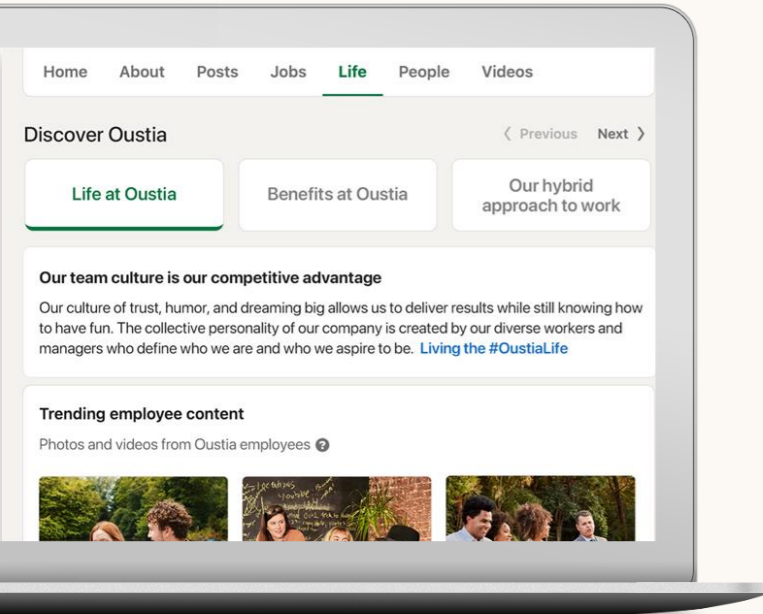 Home About Posts Jobs Life People Videos
Discover Oustia
Previous Next
Life at Oustia
Benefits at Oustia
Our hybrid
approach to work
Our team culture is our competitive advantage
Our culture of trust, humor, and dreaming big allows us to deliver results while still knowing how
to have fun. The collective personality of our company is created by our diverse workers and
managers who define who we are and who we aspire to be. Living the #OustiaLife
Trending employee content
Photos and videos from Oustia employees ?